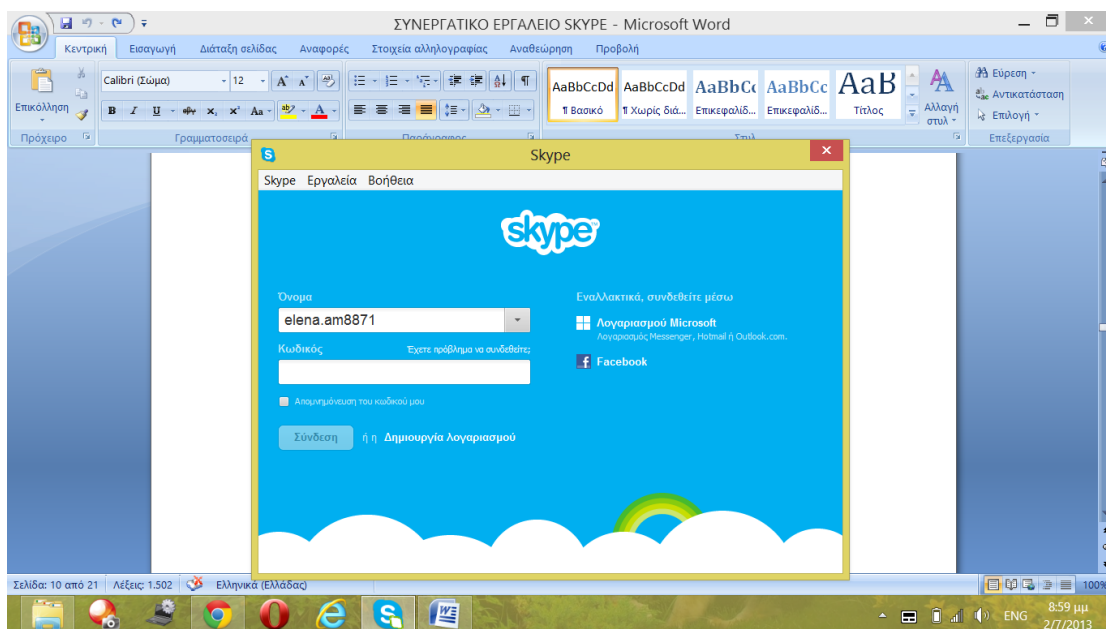 ΣΥΝΕΡΓΑΤΙΚΟ ΕΡΓΑΛΕΙΟ SKYPE - Microsoft Word
Κεντρική Εισαγωγή Διάταξη σελίδας Αναφορές Στοιχεία αλληλογραφίας Αναθεώρηση Προβολή
Επικόλληση
Calibri (Σώμα) 12
AaBbCcDd AaBbCcDd AaBbCc AaBbCc AaB
¶ Βασικό ¶ Χωρίς διά... Επικεφαλίδ... Επικεφαλίδ... Τίτλος
Αλλαγή στυλ
Εύρεση
Αντικατάσταση
Επιλογή
Πρόχειρο Γραμματοσειρά Παράγραφος Στυλ Επεξεργασία
Skype
Skype Εργαλεία Βοήθεια
skype
Όνομα
elena.am8871
Κωδικός Έχετε πρόβλημα να συνδεθείτε;
Απομνημόνευση του κωδικού μου
Σύνδεση ή η Δημιουργία λογαριασμού
Εναλλακτικά, συνδεθείτε μέσω
Λογαριασμού Microsoft
Λογαριασμός Messenger, Hotmail ή Outlook.com.
Facebook
Σελίδα: 10 από 21 Λέξεις: 1.502 Ελληνικά (Ελλάδας) 100%
ENG
8:59 μμ
2/7/2013